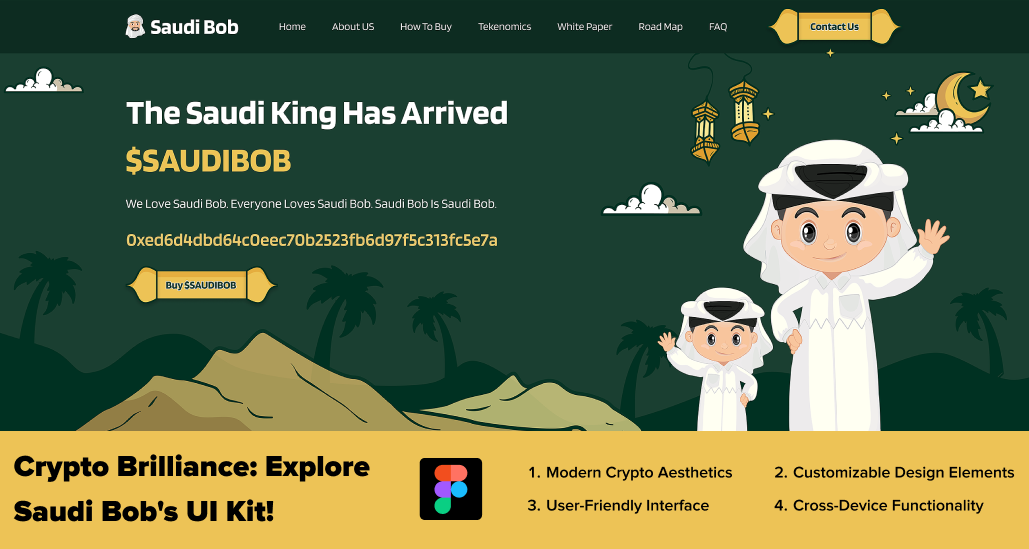 Saudi Bob
Home About US How To Buy Tekenomics White Paper Road Map FAQ
Contact Us
The Saudi King Has Arrived
$SAUDIBOB
We Love Saudi Bob. Everyone Loves Saudi Bob. Saudi Bob Is Saudi Bob.
0xed6d4dbd64c0eec70b2523fb6d97f5c313fc5e7a
Buy $SAUDIBOB
Crypto Brilliance: Explore
Saudi Bob's UI Kit!
1. Modern Crypto Aesthetics
2. Customizable Design Elements
3. User-Friendly Interface
4. Cross-Device Functionality